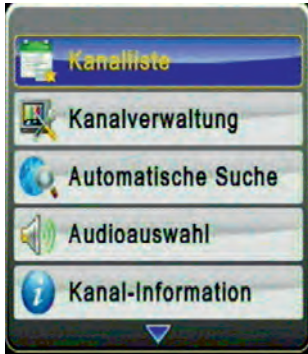 Kanalliste
Kanalverwaltung
Automatische Suche
Audioauswahl
Kanal-Information